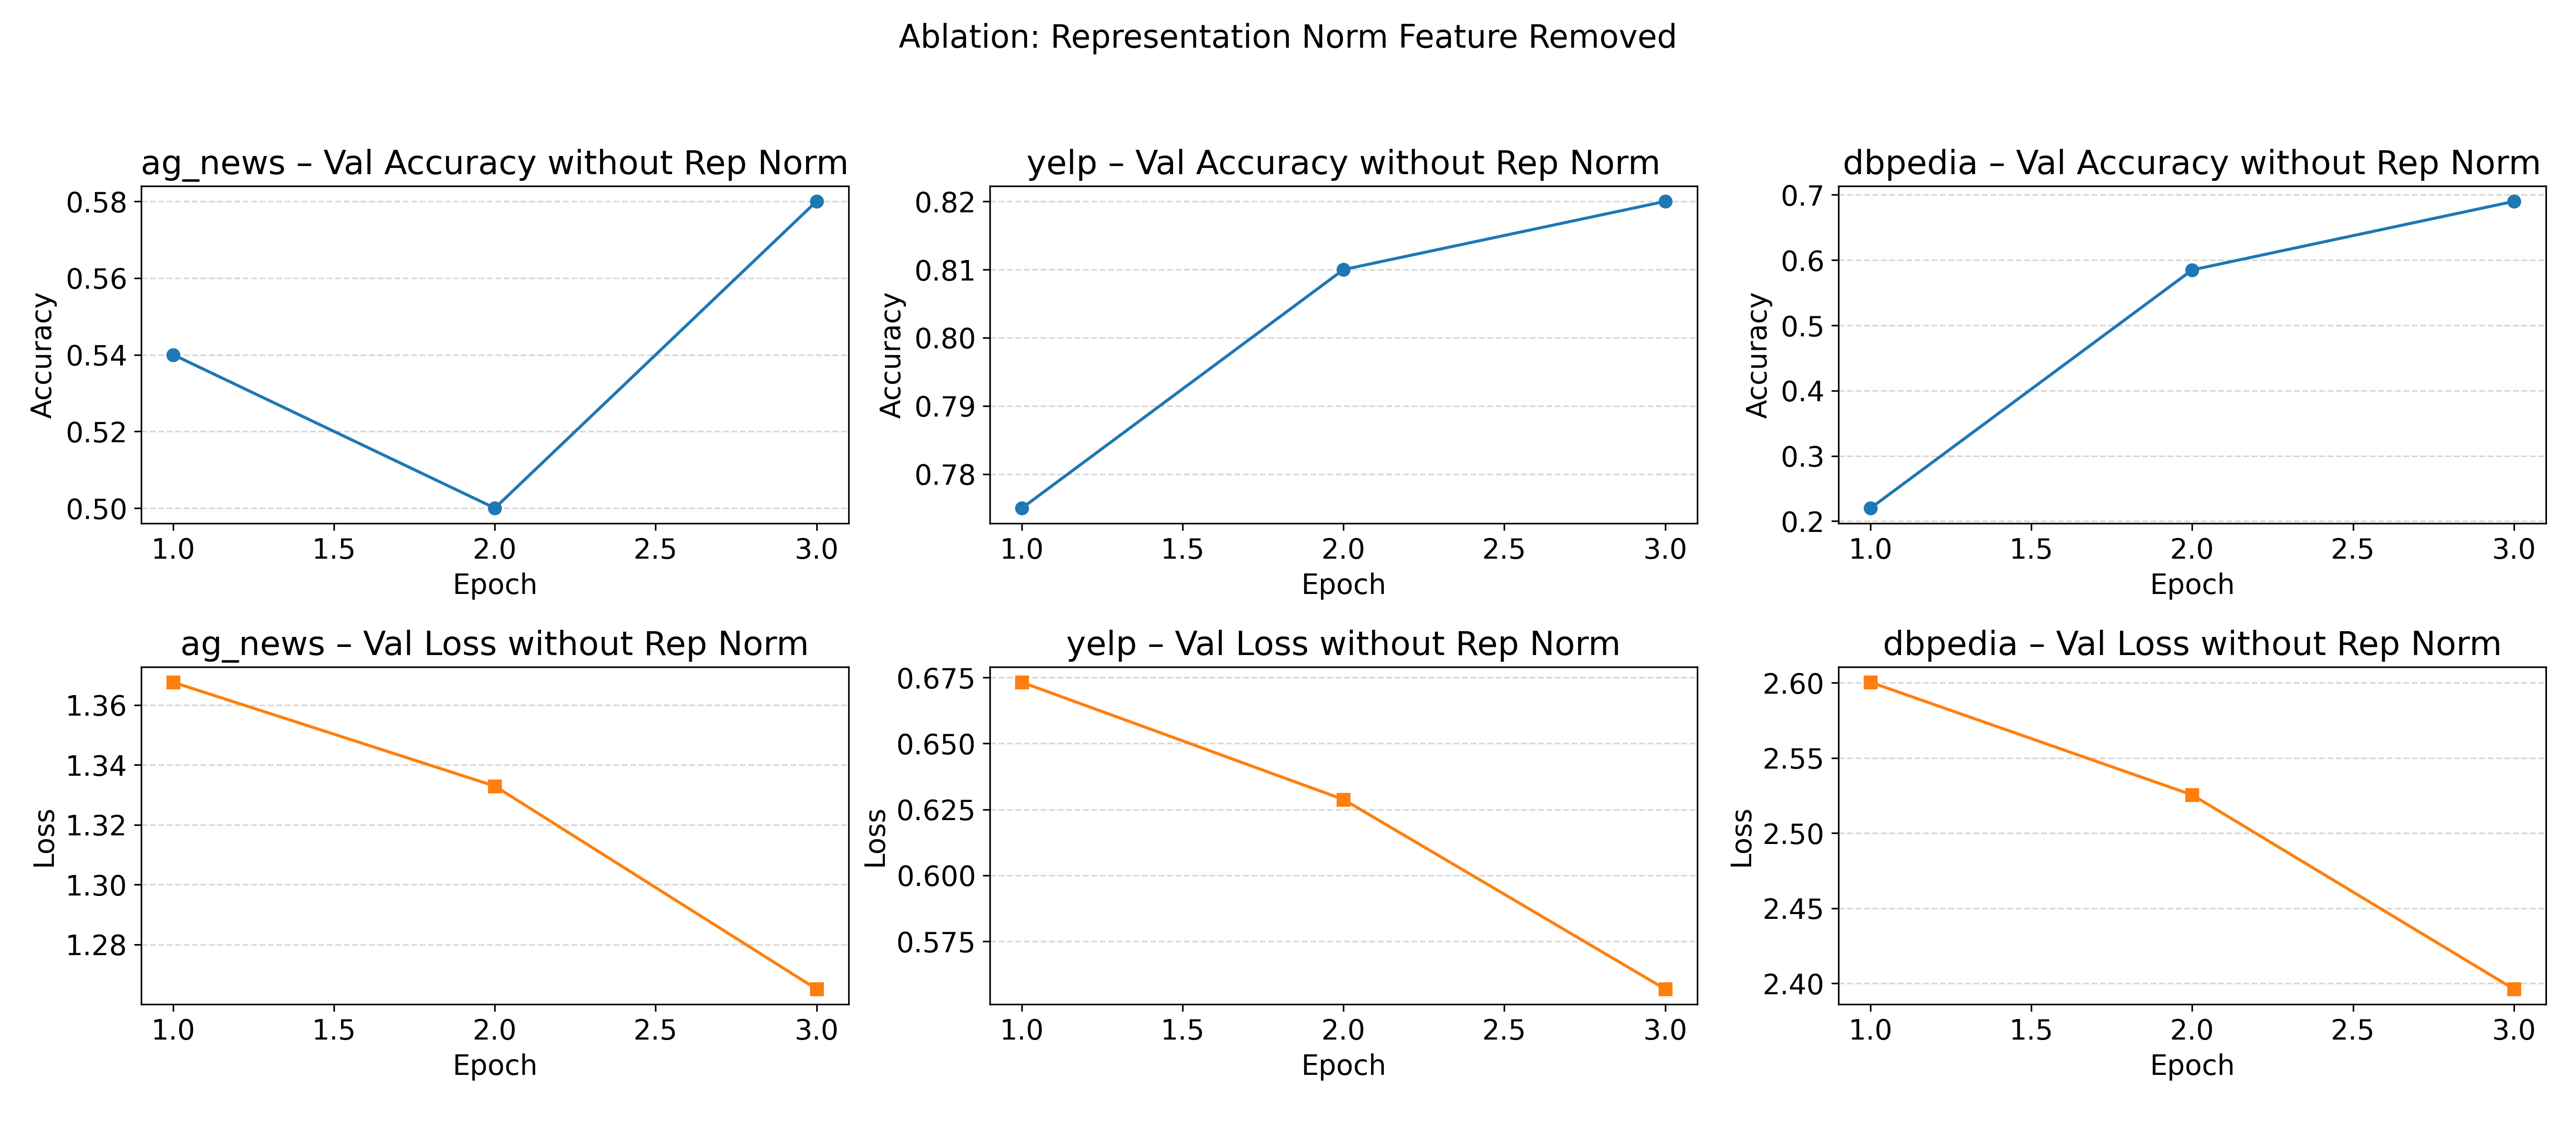 Ablation: Representation Norm Feature Removed
ag_news – Val Accuracy without Rep Norm
Accuracy
0.58
0.56
0.54
0.52
0.50
1.0 1.5 2.0 2.5 3.0
Epoch
yelp – Val Accuracy without Rep Norm
Accuracy
0.82
0.81
0.80
0.79
0.78
1.0 1.5 2.0 2.5 3.0
Epoch
dbpedia – Val Accuracy without Rep Norm
Accuracy
0.7
0.6
0.5
0.4
0.3
0.2
1.0 1.5 2.0 2.5 3.0
Epoch
ag_news – Val Loss without Rep Norm
Loss
1.36
1.34
1.32
1.30
1.28
1.0 1.5 2.0 2.5 3.0
Epoch
yelp – Val Loss without Rep Norm
Loss
0.675
0.650
0.625
0.600
0.575
1.0 1.5 2.0 2.5 3.0
Epoch
dbpedia – Val Loss without Rep Norm
Loss
2.60
2.55
2.50
2.45
2.40
1.0 1.5 2.0 2.5 3.0
Epoch